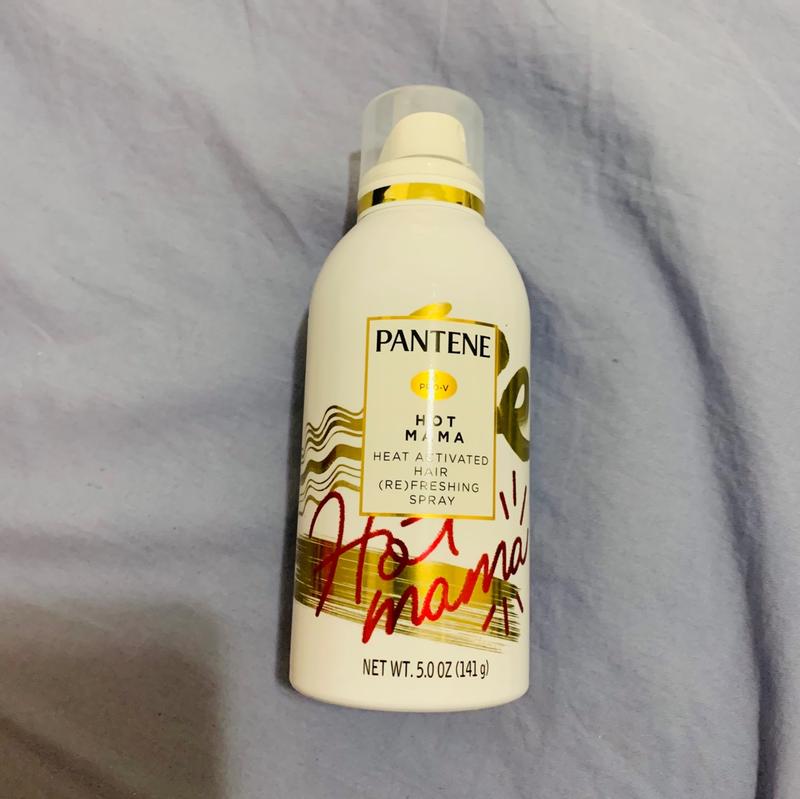 PANTENE
PRO-V
HOT
MAMA
HEAT ACTIVATED
HAIR
(RE)FRESHING
SPRAY
Hot
mama
NET WT. 5.0 OZ (141 g)